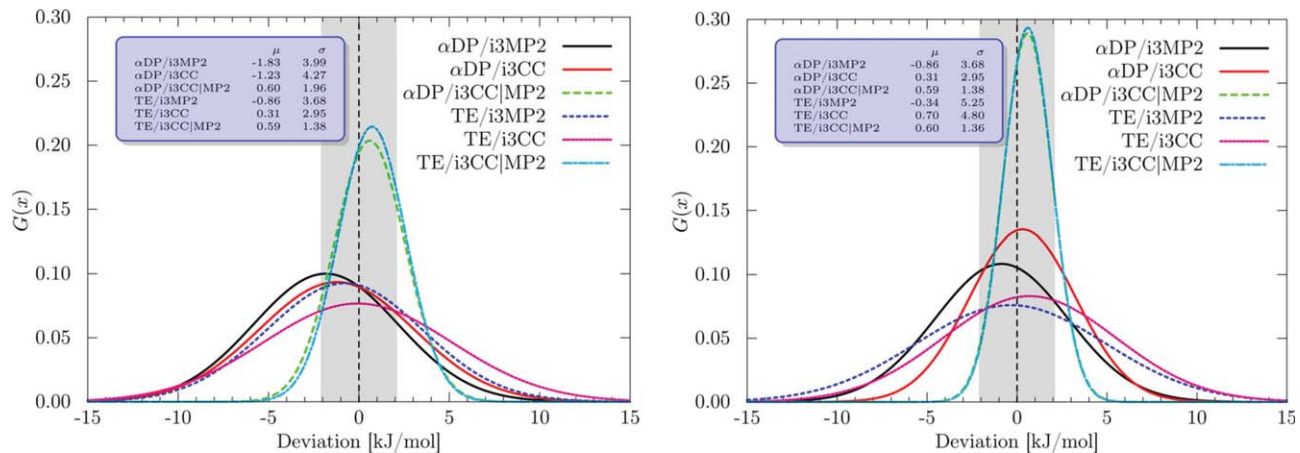 0.30
0.25
0.20
0.15
0.10
0.05
0.00
G(x)
μ σ
αDP/i3MP2 -1.83 3.99
αDP/i3CC -1.23 4.27
αDP/i3CC|MP2 0.60 1.96
TE/i3MP2 -0.86 3.68
TE/i3CC 0.31 2.95
TE/i3CC|MP2 0.59 1.38
αDP/i3MP2
αDP/i3CC
αDP/i3CC|MP2
TE/i3MP2
TE/i3CC
TE/i3CC|MP2
-15 -10 -5 0 5 10 15
Deviation [kJ/mol]
0.30
0.25
0.20
0.15
0.10
0.05
0.00
G(x)
μ σ
αDP/i3MP2 -0.86 3.68
αDP/i3CC 0.31 2.95
αDP/i3CC|MP2 0.59 1.38
TE/i3MP2 -0.34 5.25
TE/i3CC 0.70 4.80
TE/i3CC|MP2 0.60 1.36
αDP/i3MP2
αDP/i3CC
αDP/i3CC|MP2
TE/i3MP2
TE/i3CC
TE/i3CC|MP2
-15 -10 -5 0 5 10 15
Deviation [kJ/mol]